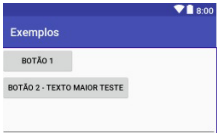 8:00
Exemplos
BOTÃO 1
BOTÃO 2 - TEXTO MAIOR TESTE